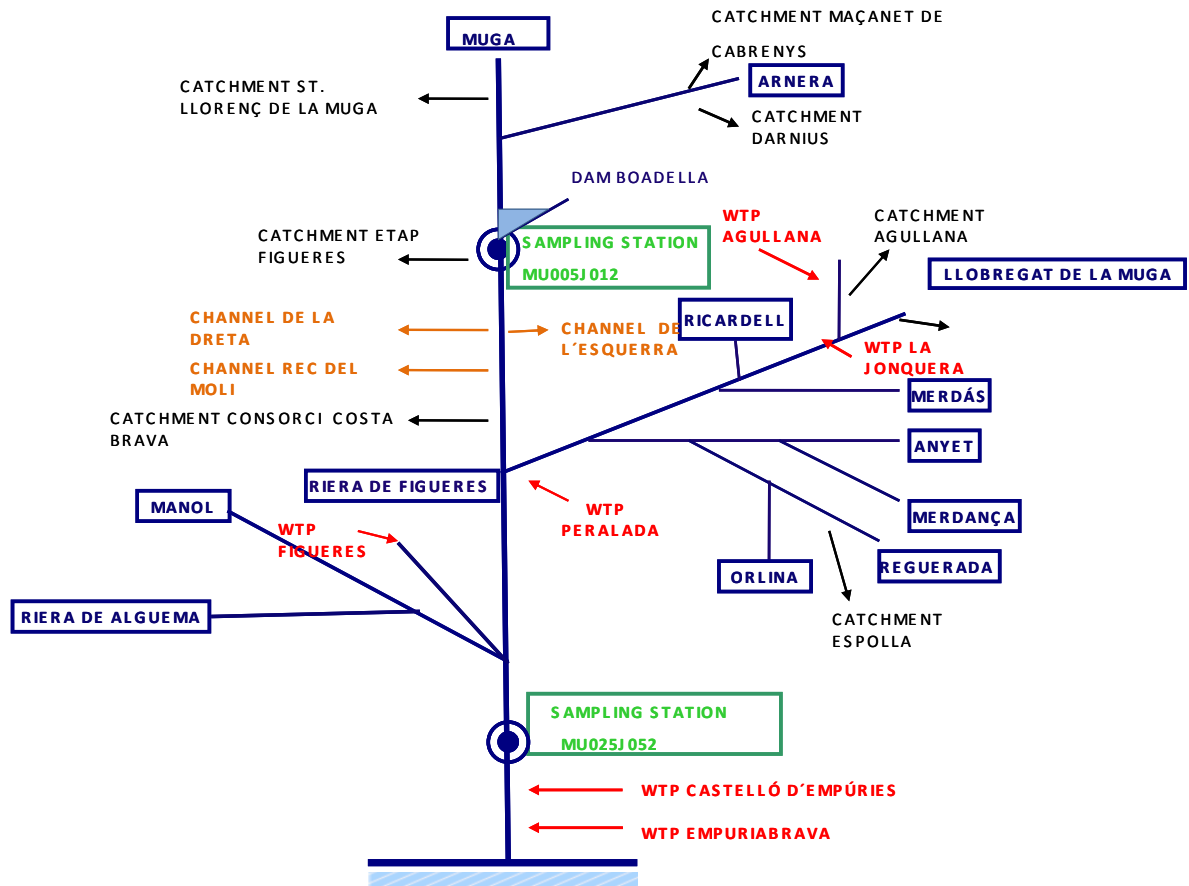 CATCHMENT MAÇANET DE
CABRENYS
MUGA
ARNERA
CATCHMENT ST.
LLORENÇ DE LA MUGA
CATCHMENT
DARNIUS
DAM BOADELLA
WTP
AGULLANA
CATCHMENT
AGULLANA
CATCHMENT ETAP
FIGUERES
SAMPLING STATION
MU005J012
LLOBREGAT DE LA MUGA
CHANNEL DE LA
DRETA
CHANNEL DE
L´ESQUERRA
RICARDELL
WTP LA
JONQUERA
CHANNEL REC DEL
MOLI
MERDÁS
CATCHMENT CONSORCI COSTA
BRAVA
ANYET
RIERA DE FIGUERES
MANOL
WTP
PERALADA
MERDANÇA
WTP
FIGUERES
REGUERADA
ORLINA
RIERA DE ALGUEMA
CATCHMENT
ESPOLLA
SAMPLING STATION
MU025J052
WTP CASTELLÓ D´EMPÚRIES
WTP EMPURIABRAVA